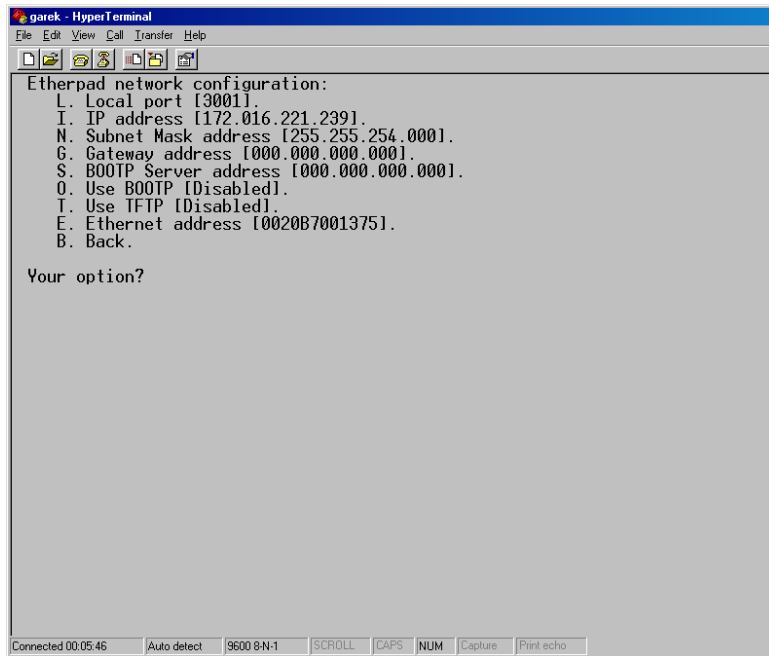 garek - HyperTerminal
File Edit View Call Transfer Help
Etherpad network configuration:
L. Local port [3001].
I. IP address [172.016.221.239].
N. Subnet Mask address [255.255.254.000].
G. Gateway address [000.000.000.000].
S. BOOTP Server address [000.000.000.000].
O. Use BOOTP [Disabled].
T. Use TFTP [Disabled].
E. Ethernet address [0020B7001375].
B. Back.
Your option?
Connected 00:05:46 Auto detect 9600 8-N-1 SCROLL CAPS NUM Capture Print echo